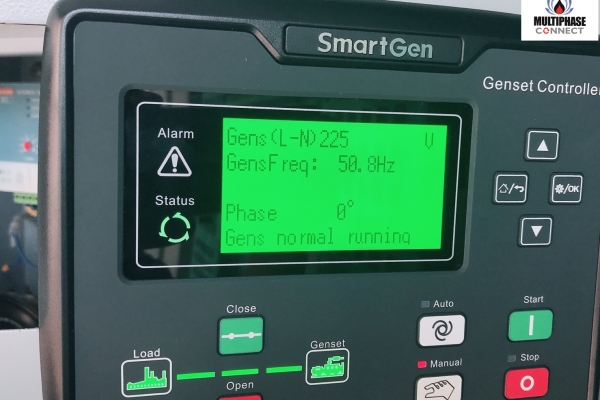 MULTIPHASE
CONNECT
SmartGen
Genset Controller
Alarm
Gens(L-N)225 V
GensFreq: 50.8Hz
Status
Phase 0°
Gens normal running
/OK
Close
Auto
Start
Load
Genset
Manual
Stop
Open